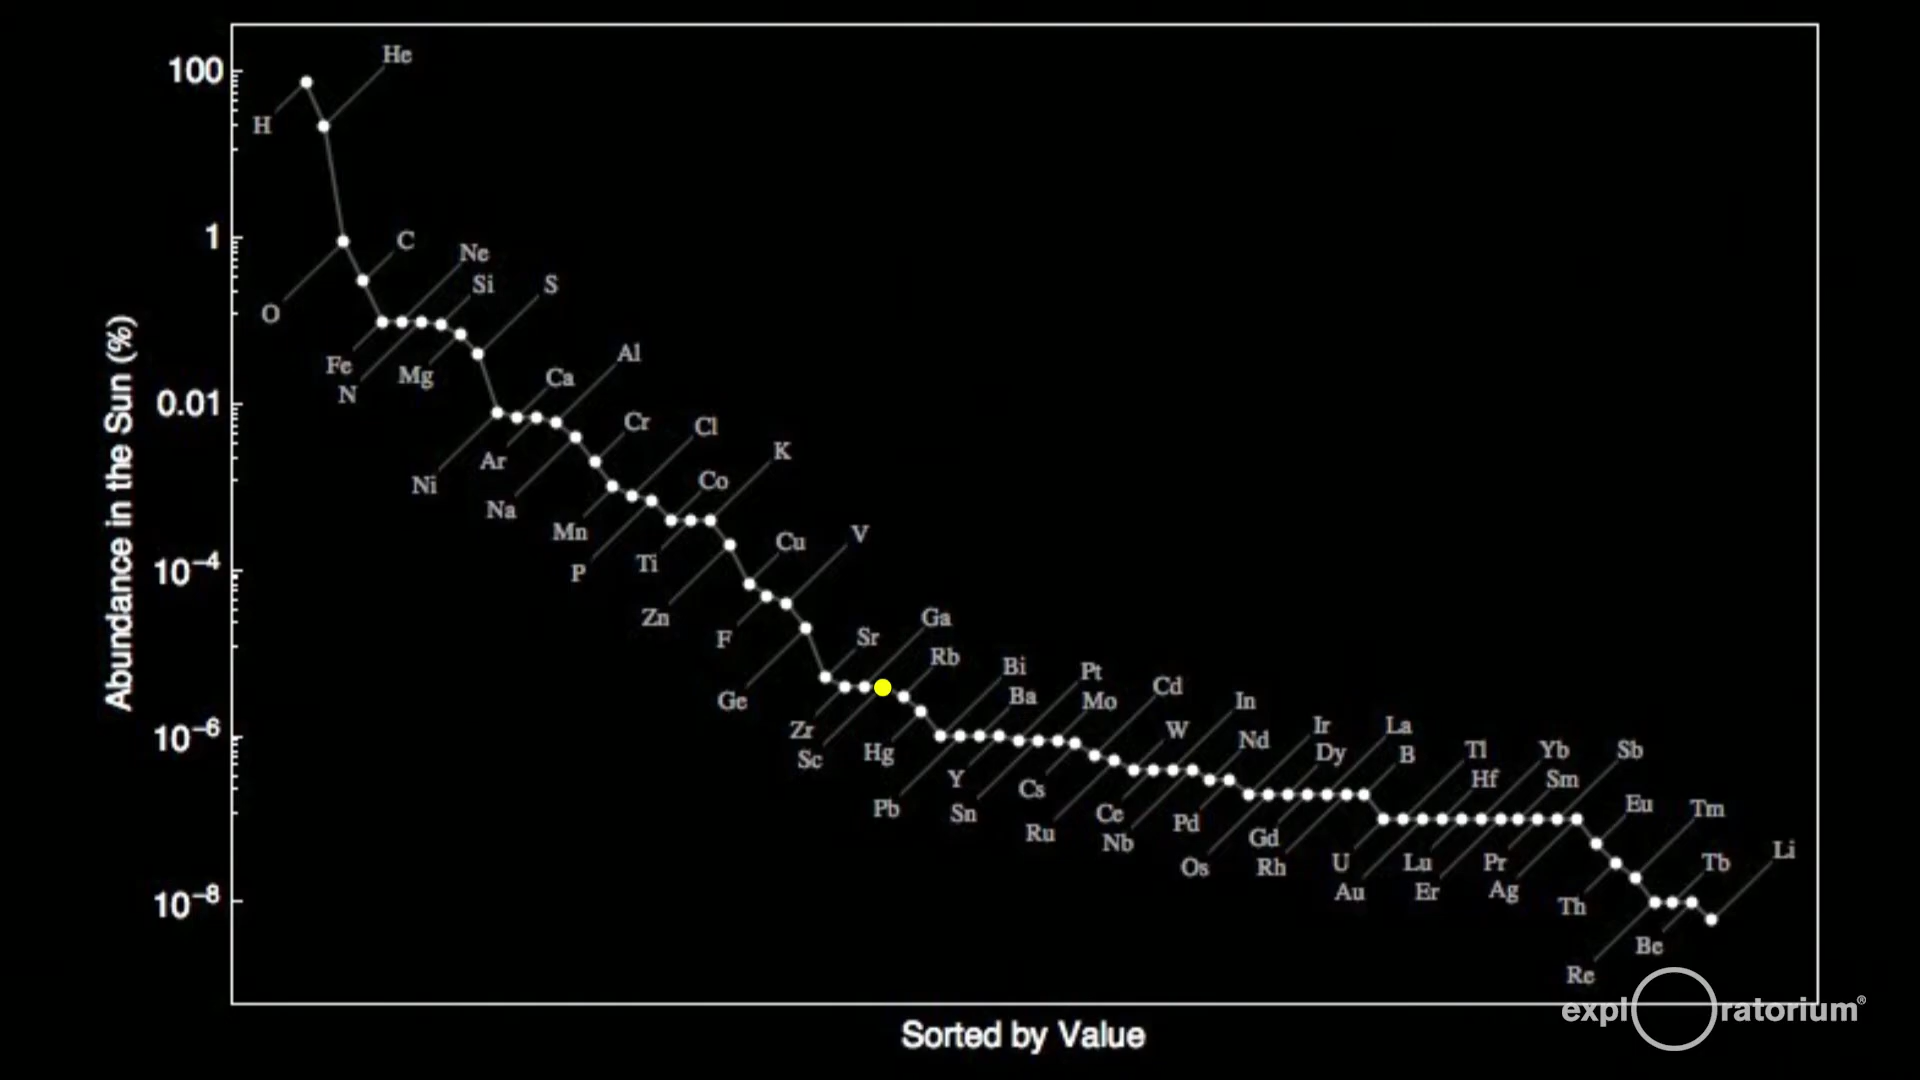 He
100
H
1
C
Ne
Si
S
O
Fe
N
Mg
Al
Ca
0.01
Cr
Cl
K
Ar
Ni
Co
Na
Mn
P
Ti
Cu
V
10⁻⁴
Zn
F
Ga
Sr
Rb
Bi
Pt
Cd
Ge
Ba
Mo
In
Zr
10⁻⁶
Sc
Hg
W
Nd
Ir
La
Dy
B
Tl
Yb
Sb
Y
Cs
Hf
Sm
Pb
Sn
Ru
Ce
Nb
Pd
Gd
Os
Rh
Eu
Tm
U
Lu
Pr
Tb
Li
Au
Er
Ag
10⁻⁸
Th
Be
Re
Abundance in the Sun (%)
Sorted by Value
exploratorium®